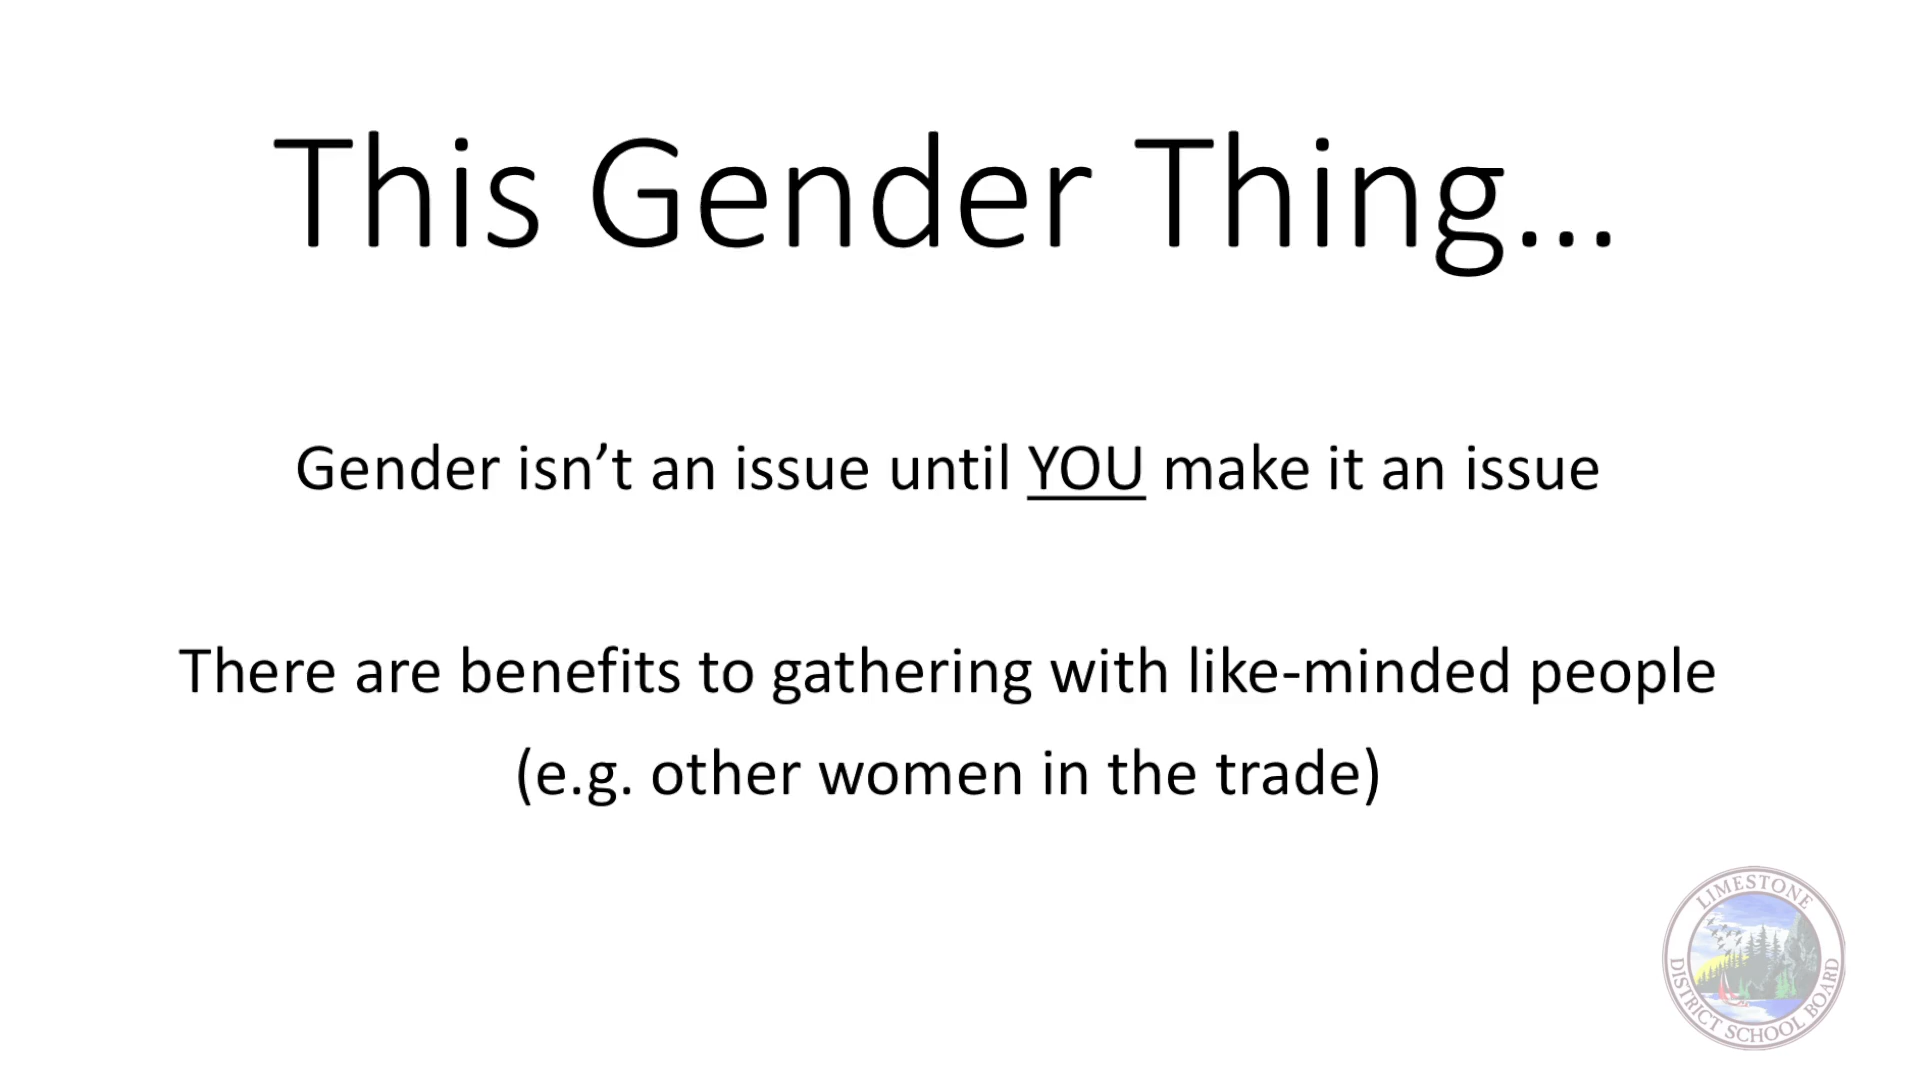 This Gender Thing...
Gender isn’t an issue until YOU make it an issue
There are benefits to gathering with like-minded people
(e.g. other women in the trade)
LIMESTONE
DISTRICT SCHOOL BOARD